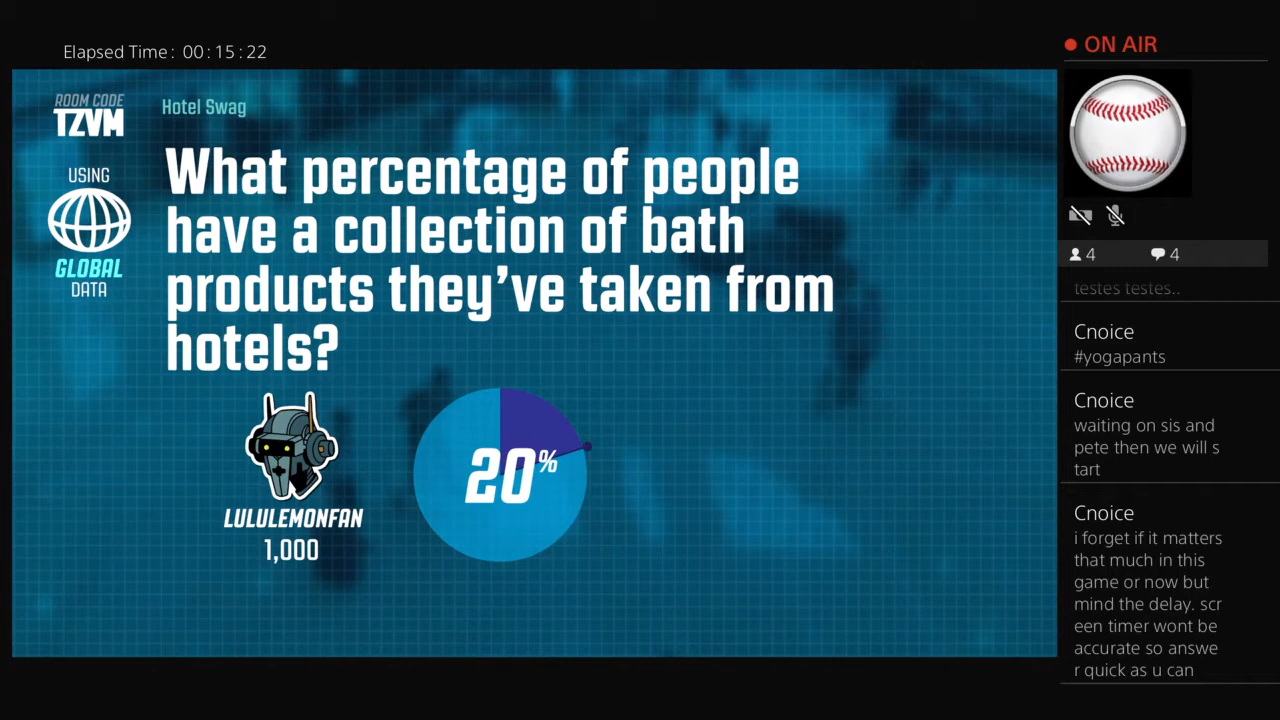 Elapsed Time: 00:15:22
ON AIR
ROOM CODE
TZVM
Hotel Swag
USING
GLOBAL
DATA
What percentage of people
have a collection of bath
products they've taken from
hotels?
20%
LULULEMONFAN
1,000
4
4
testes testes..
Cnoice
#yogapants
Cnoice
waiting on sis and
pete then we will s
tart
Cnoice
i forget if it matters
that much in this
game or now but
mind the delay. scr
een timer wont be
accurate so answe
r quick as u can